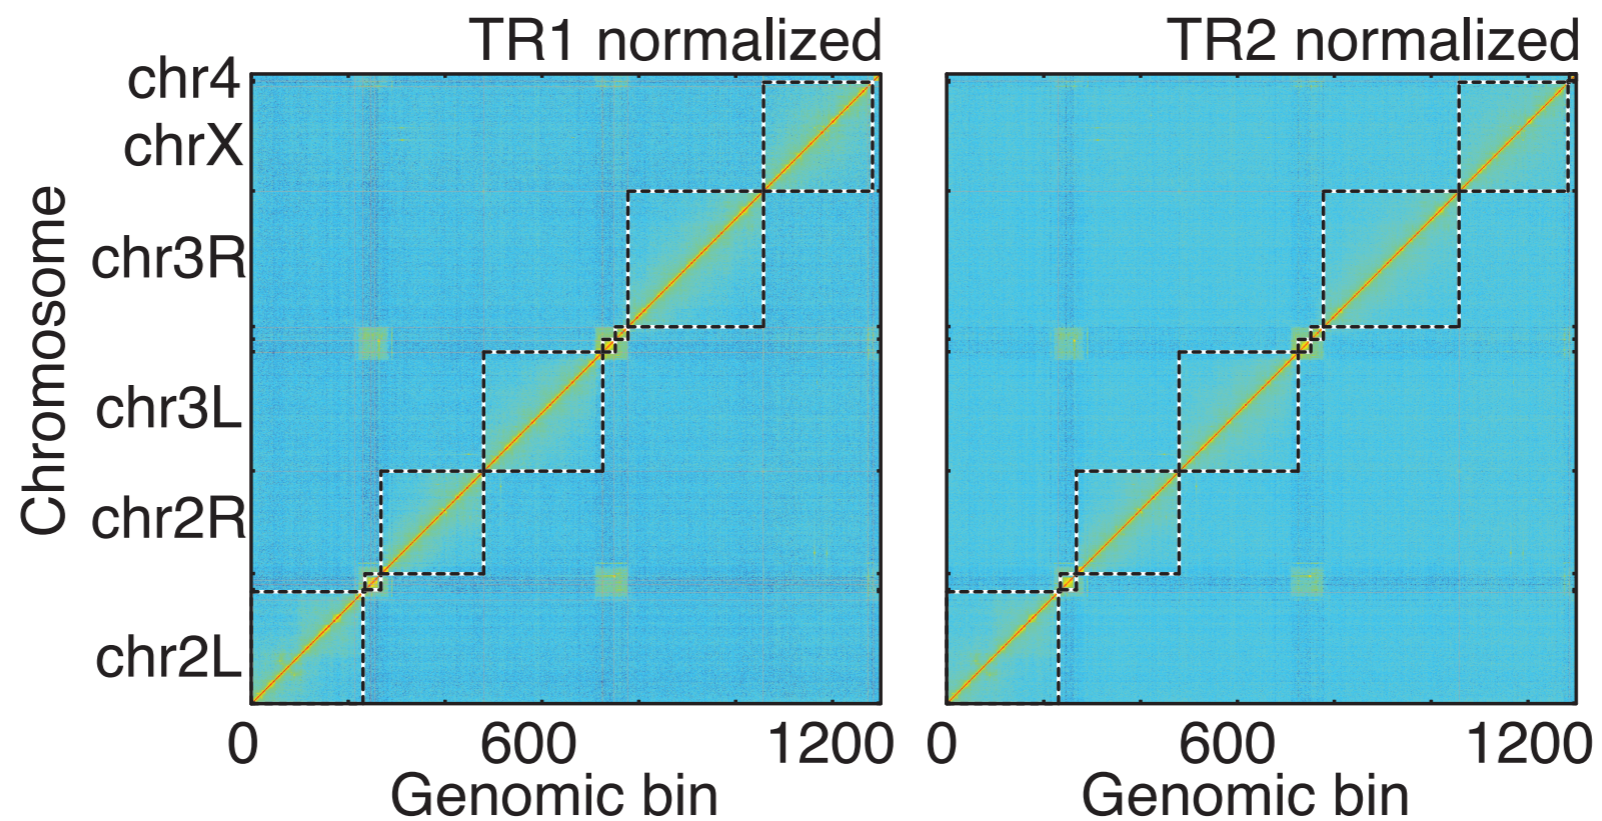 TR1 normalized
TR2 normalized
chr4
chrX
chr3R
chr3L
chr2R
chr2L
Chromosome
0 600 1200
0 600 1200
Genomic bin
Genomic bin